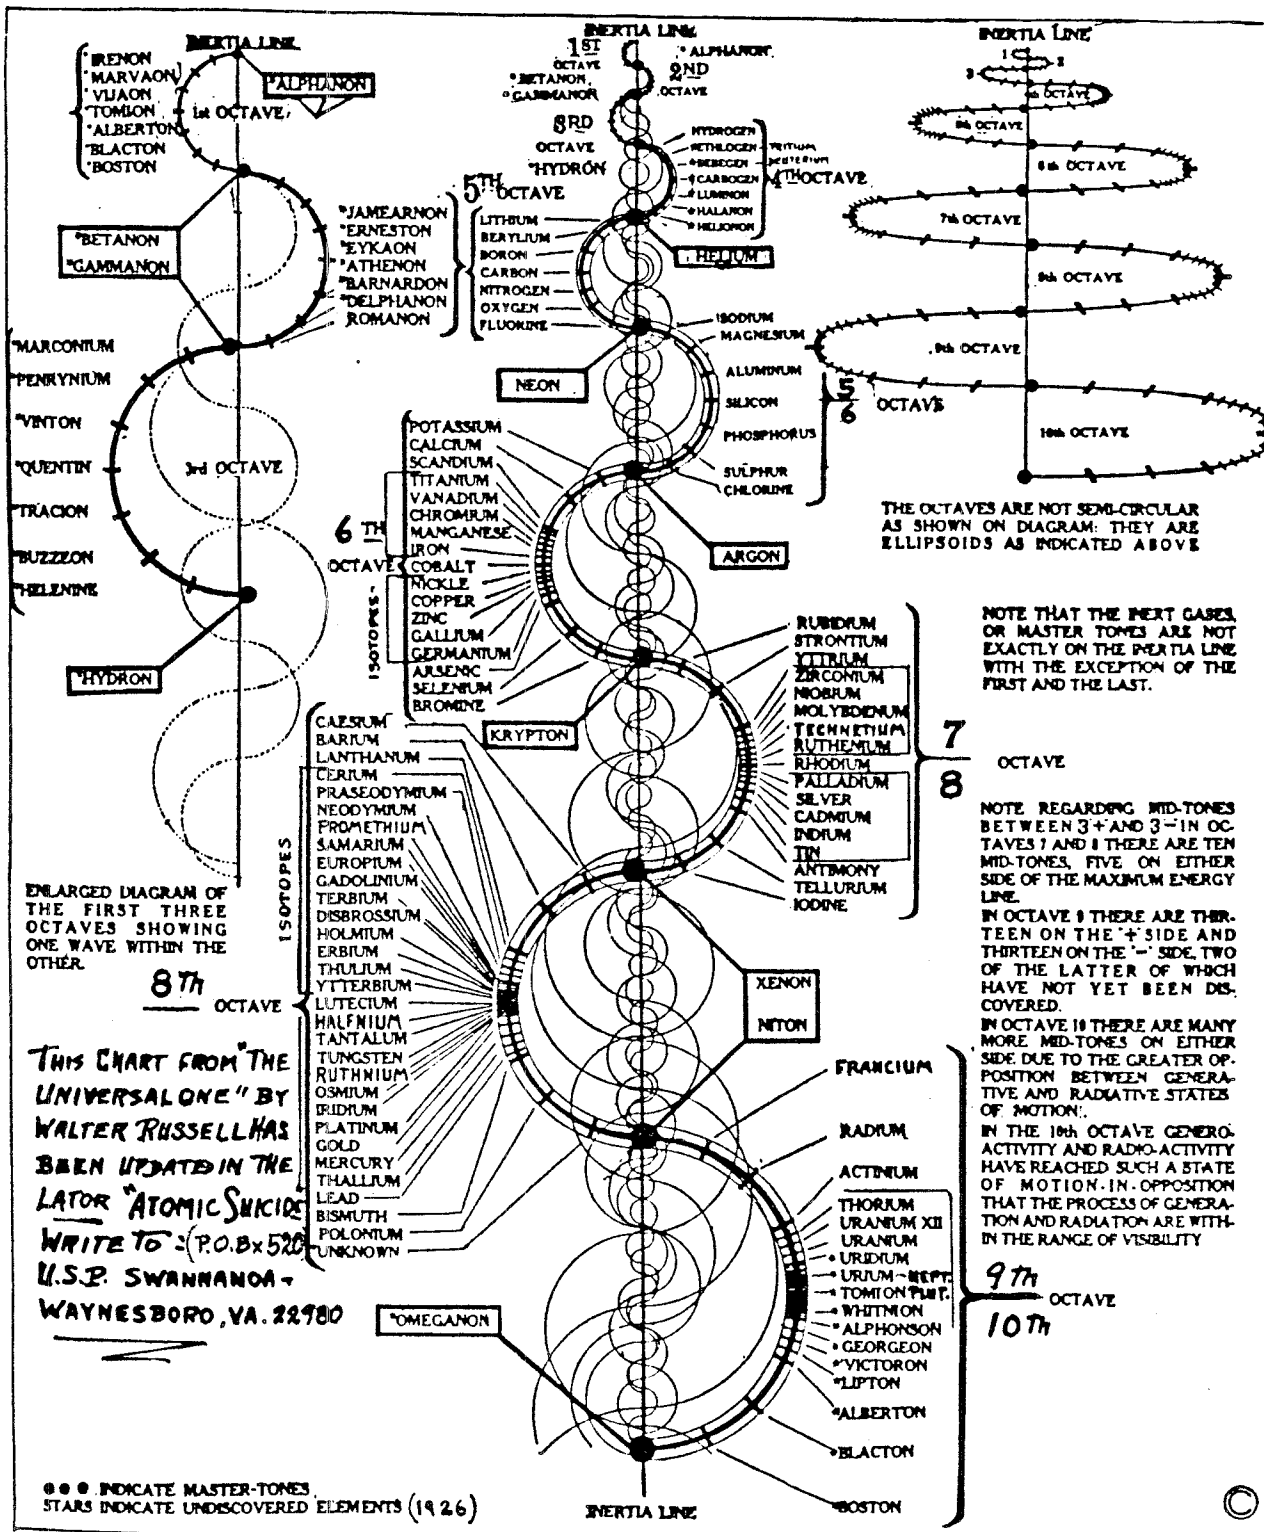 INERTIA LINE
*IRENON
*MARVAON
*VIJAON
*TOMION
*ALBERTON
*BLACTON
*BOSTON
*ALPHANON
1st OCTAVE
*BETANON
*GAMMANON
*JAMEARNON
*ERNESTON
*EYKAON
*ATHENON
*BARNARDON
*DELPHANON
ROMANON
*MARCONIUM
*PENRYNIUM
*VINTON
*QUENTIN
*TRACION
*BUZZEON
*HELENINE
3rd OCTAVE
*HYDRON
ENLARGED DIAGRAM OF
THE FIRST THREE
OCTAVES SHOWING
ONE WAVE WITHIN THE
OTHER.
INERTIA LINE
1ST
OCTAVE
*ALPHANON
2ND
OCTAVE
*BETANON
*GAMMANON
3RD
OCTAVE
*HYDRON
HYDROGEN
*BEBEGEN
*CARBOGEN
*LUMINON
*HALANON
*HELIONON
TRITIUM
DEUTERIUM
4TH OCTAVE
HELIUM
5TH
OCTAVE
LITHIUM
BERYLIUM
BORON
CARBON
NITROGEN
OXYGEN
FLUORINE
NEON
ISODIUM
MAGNESIUM
ALUMINUM
SILICON
PHOSPHORUS
SULPHUR
CHLORINE
5
6
OCTAVE
ARGON
6 TH
OCTAVE
ISOTOPES-
POTASSIUM
CALCIUM
SCANDIUM
TITANIUM
VANADIUM
CHROMIUM
MANGANESE
IRON
COBALT
NICKLE
COPPER
ZINC
GALLIUM
GERMANIUM
ARSENIC
SELENIUM
BROMINE
KRYPTON
RUBIDIUM
STRONTIUM
YTTRIUM
ZIRCONIUM
NIOBIUM
MOLYBDENUM
TECHNETIUM
RUTHENIUM
RHODIUM
PALLADIUM
SILVER
CADMIUM
INDIUM
TIN
ANTIMONY
TELLURIUM
IODINE
7
8
OCTAVE
CAESIUM
BARIUM
LANTHANUM
CERIUM
PRASEODYMIUM
NEODYMIUM
PROMETHIUM
SAMARIUM
EUROPIUM
GADOLINIUM
TERBIUM
DISBROSSIUM
HOLMIUM
ERBIUM
THULIUM
YTTERBIUM
LUTECIUM
HALFNIUM
TANTALUM
TUNGSTEN
RUTHNIUM
OSMIUM
IRIDIUM
PLATINUM
GOLD
MERCURY
THALLIUM
LEAD
BISMUTH
POLONIUM
UNKNOWN
ISOTOPES
8Th
OCTAVE
XENON
NITON
FRANCIUM
RADIUM
ACTINIUM
THORIUM
URANIUM XII
URANIUM
*URIDIUM
*URIUM-NEPT.
*TOMION PLUT.
*WHITNION
*ALPHONSON
*GEORGEON
*VICTORON
*LIPTON
*ALBERTON
*BLACTON
*BOSTON
9Th
10Th
OCTAVE
*OMEGANON
INERTIA LINE
INERTIA LINE
1
2
3
4th OCTAVE
5th OCTAVE
6th OCTAVE
7th OCTAVE
8th OCTAVE
9th OCTAVE
10th OCTAVE
THE OCTAVES ARE NOT SEMI-CIRCULAR
AS SHOWN ON DIAGRAM: THEY ARE
ELLIPSOIDS AS INDICATED ABOVE
NOTE THAT THE INERT GASES,
OR MASTER TONES ARE NOT
EXACTLY ON THE INERTIA LINE
WITH THE EXCEPTION OF THE
FIRST AND THE LAST.
NOTE REGARDING MID-TONES
BETWEEN 3+ AND 3- IN OC-
TAVES 7 AND 8 THERE ARE TEN
MID-TONES, FIVE ON EITHER
SIDE OF THE MAXIMUM ENERGY
LINE.
IN OCTAVE 9 THERE ARE THIR-
TEEN ON THE "+" SIDE AND
THIRTEEN ON THE "-" SIDE, TWO
OF THE LATTER OF WHICH
HAVE NOT YET BEEN DIS-
COVERED.
IN OCTAVE 10 THERE ARE MANY
MORE MID-TONES ON EITHER
SIDE DUE TO THE GREATER OP-
POSITION BETWEEN GENERA-
TIVE AND RADIATIVE STATES
OF MOTION.
IN THE 10th OCTAVE GENERO-
ACTIVITY AND RADIO-ACTIVITY
HAVE REACHED SUCH A STATE
OF MOTION-IN-OPPOSITION
THAT THE PROCESS OF GENERA-
TION AND RADIATION ARE WITH-
IN THE RANGE OF VISIBILITY
THIS CHART FROM "THE
UNIVERSAL ONE" BY
WALTER RUSSELL HAS
BEEN UPDATED IN THE
LATOR "ATOMIC SUICIDE
WRITE TO : (P.O.Bx 520
U.S.P. SWANNANOA -
WAYNESBORO, VA. 22980
●●● INDICATE MASTER-TONES
STARS INDICATE UNDISCOVERED ELEMENTS (1926)
©